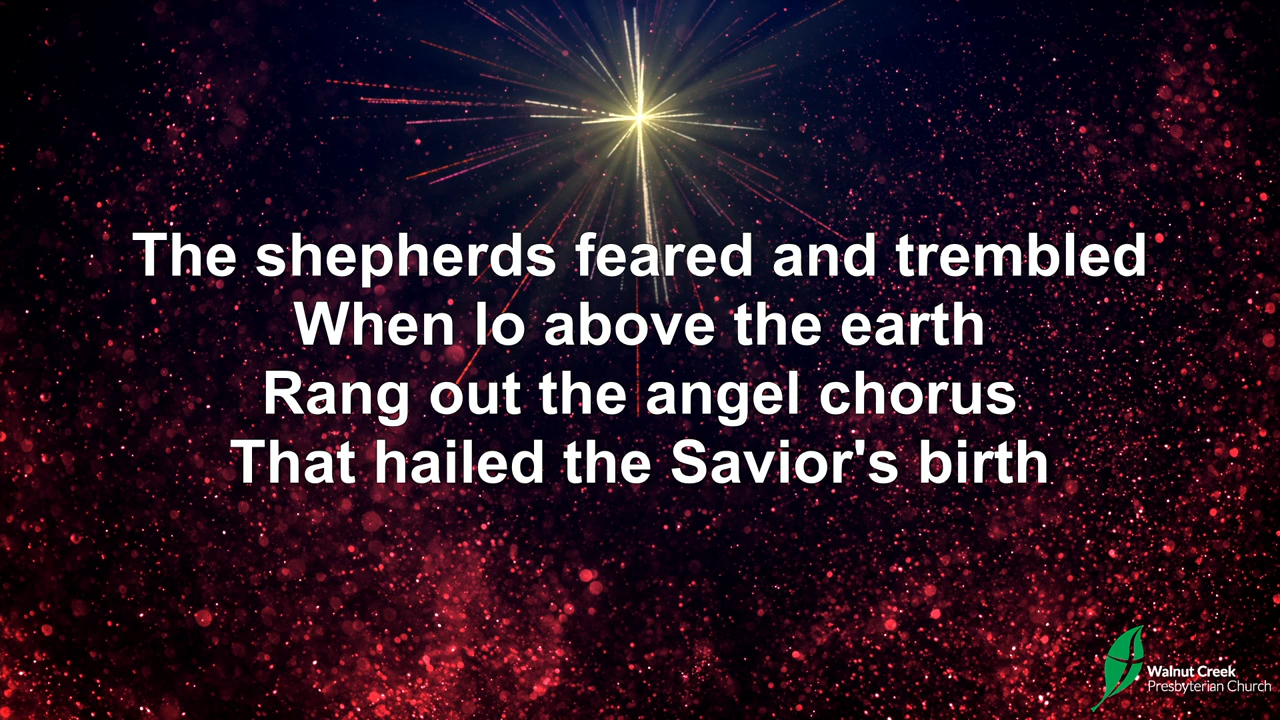 The shepherds feared and trembled
When lo above the earth
Rang out the angel chorus
That hailed the Savior's birth
Walnut Creek
Presbyterian Church